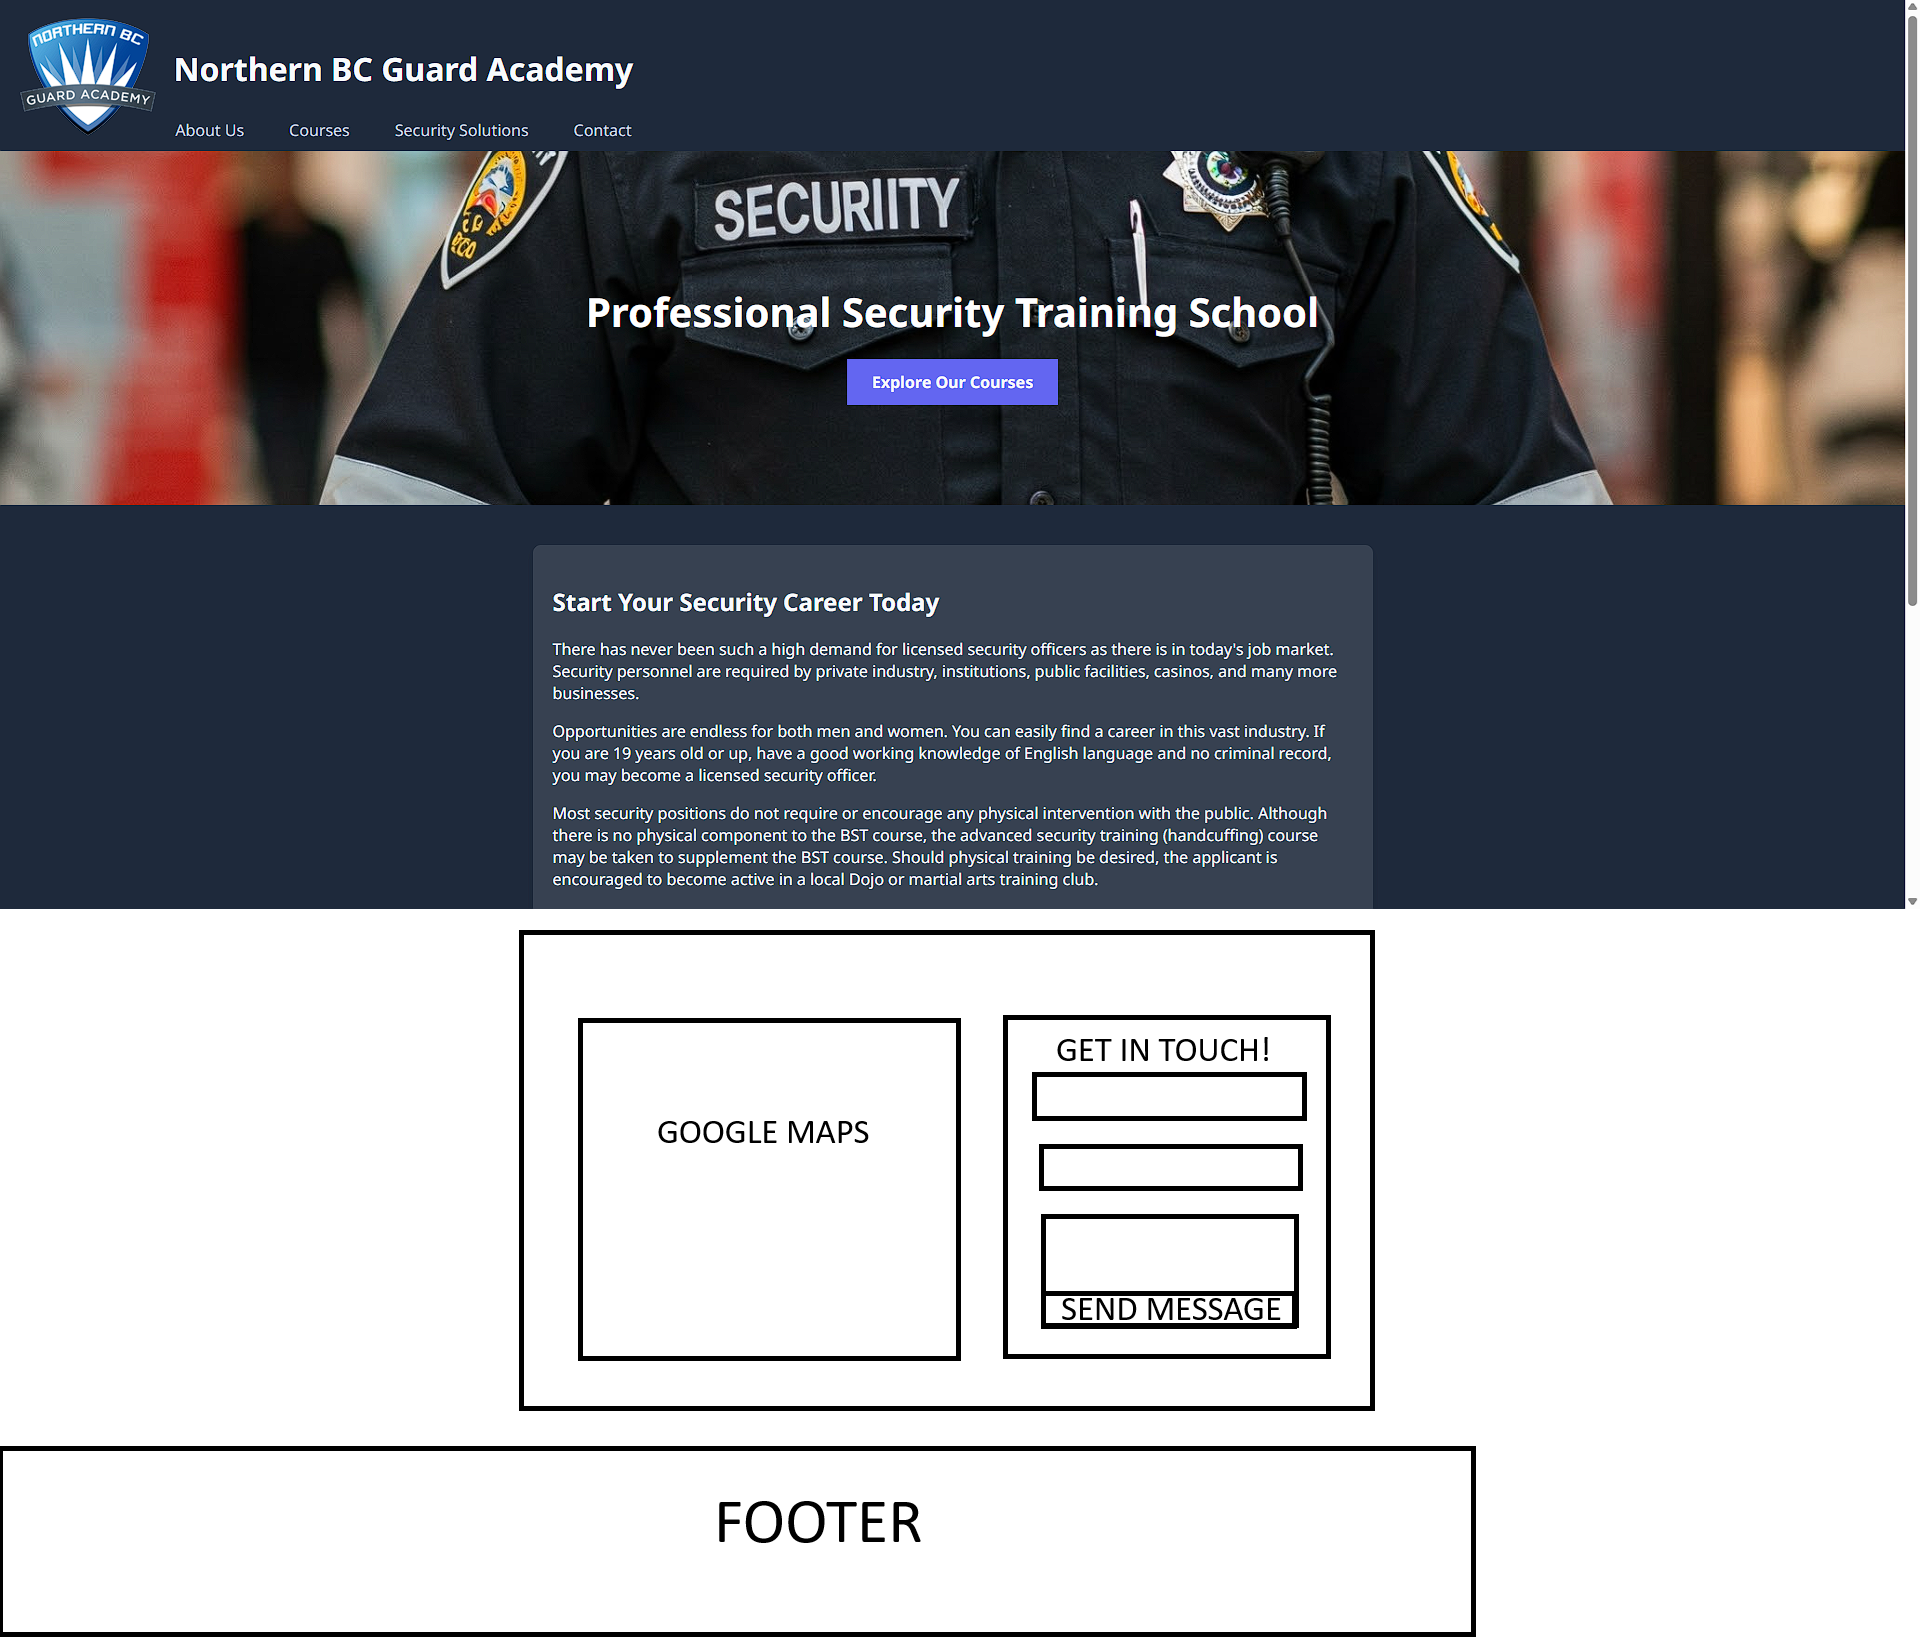 NORTHERN BC
GUARD ACADEMY
Northern BC Guard Academy
About Us Courses Security Solutions Contact
SECURIITY
Professional Security Training School
Explore Our Courses
Start Your Security Career Today
There has never been such a high demand for licensed security officers as there is in today's job market.
Security personnel are required by private industry, institutions, public facilities, casinos, and many more
businesses.
Opportunities are endless for both men and women. You can easily find a career in this vast industry. If
you are 19 years old or up, have a good working knowledge of English language and no criminal record,
you may become a licensed security officer.
Most security positions do not require or encourage any physical intervention with the public. Although
there is no physical component to the BST course, the advanced security training (handcuffing) course
may be taken to supplement the BST course. Should physical training be desired, the applicant is
encouraged to become active in a local Dojo or martial arts training club.
GOOGLE MAPS
GET IN TOUCH!
SEND MESSAGE
FOOTER